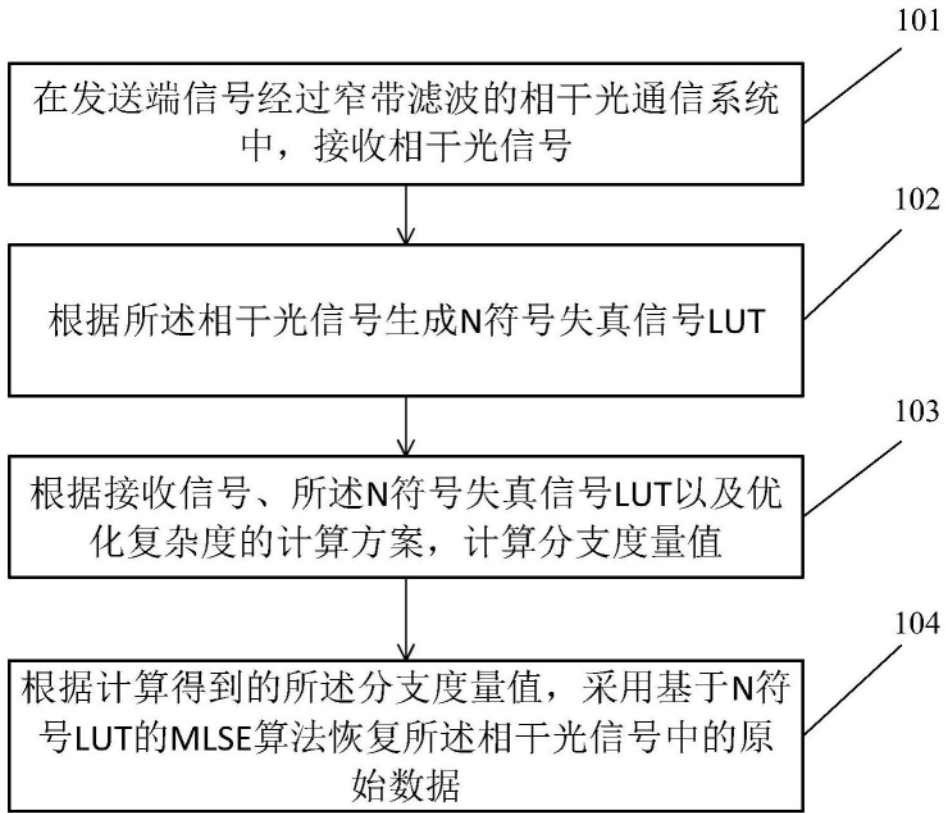 101
在发送端信号经过窄带滤波的相干光通信系统
中，接收相干光信号
102
根据所述相干光信号生成N符号失真信号LUT
103
根据接收信号、所述N符号失真信号LUT以及优
化复杂度的计算方案，计算分支度量值
104
根据计算得到的所述分支度量值，采用基于N符
号LUT的MLSE算法恢复所述相干光信号中的原
始数据